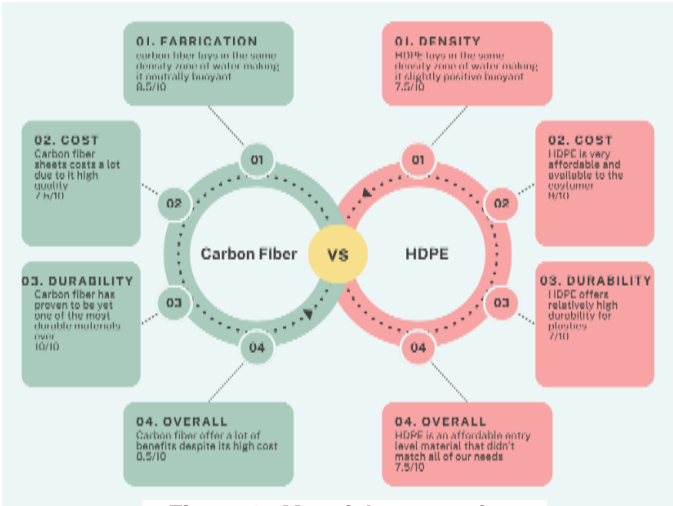 01. FABRICATION
carbon fiber lays in the same
density zone of water making
it neutrally buoyant
8.5/10
01. DENSITY
HDPE lays in the same
density zone of water making
it slightly positive buoyant
7.5/10
02. COST
Carbon fiber
sheets costs a lot
due to it high
quality
7.5/10
02. COST
HDPE is very
affordable and
available to the
costumer
9/10
01
01
02
02
Carbon Fiber
VS
HDPE
03. DURABILITY
Carbon fiber has
proven to be yet
one of the most
durable materials
ever
10/10
03. DURABILITY
HDPE offers
relatively high
durability for
plastics
7/10
03
03
04
04
04. OVERALL
Carbon fiber offer a lot of
benefits despite its high cost
8.5/10
04. OVERALL
HDPE is an affordable entry
level material that didn't
match all of our needs
7.5/10